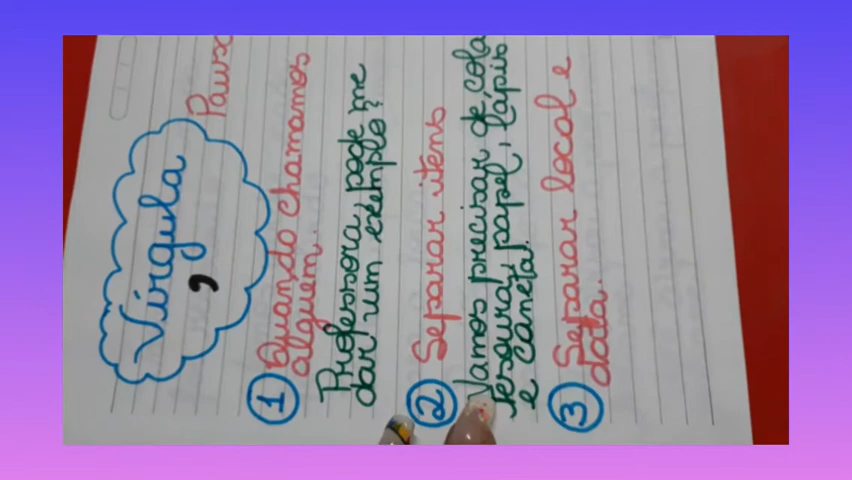 Vírgula
,
1 Quando chamamos
alguém.
Professora, pode me
dar um exemplo?
2 Separar itens
Vamos precisar de cola,
tesoura, papel, lápis
e caneta.
3 Separar local e
data.